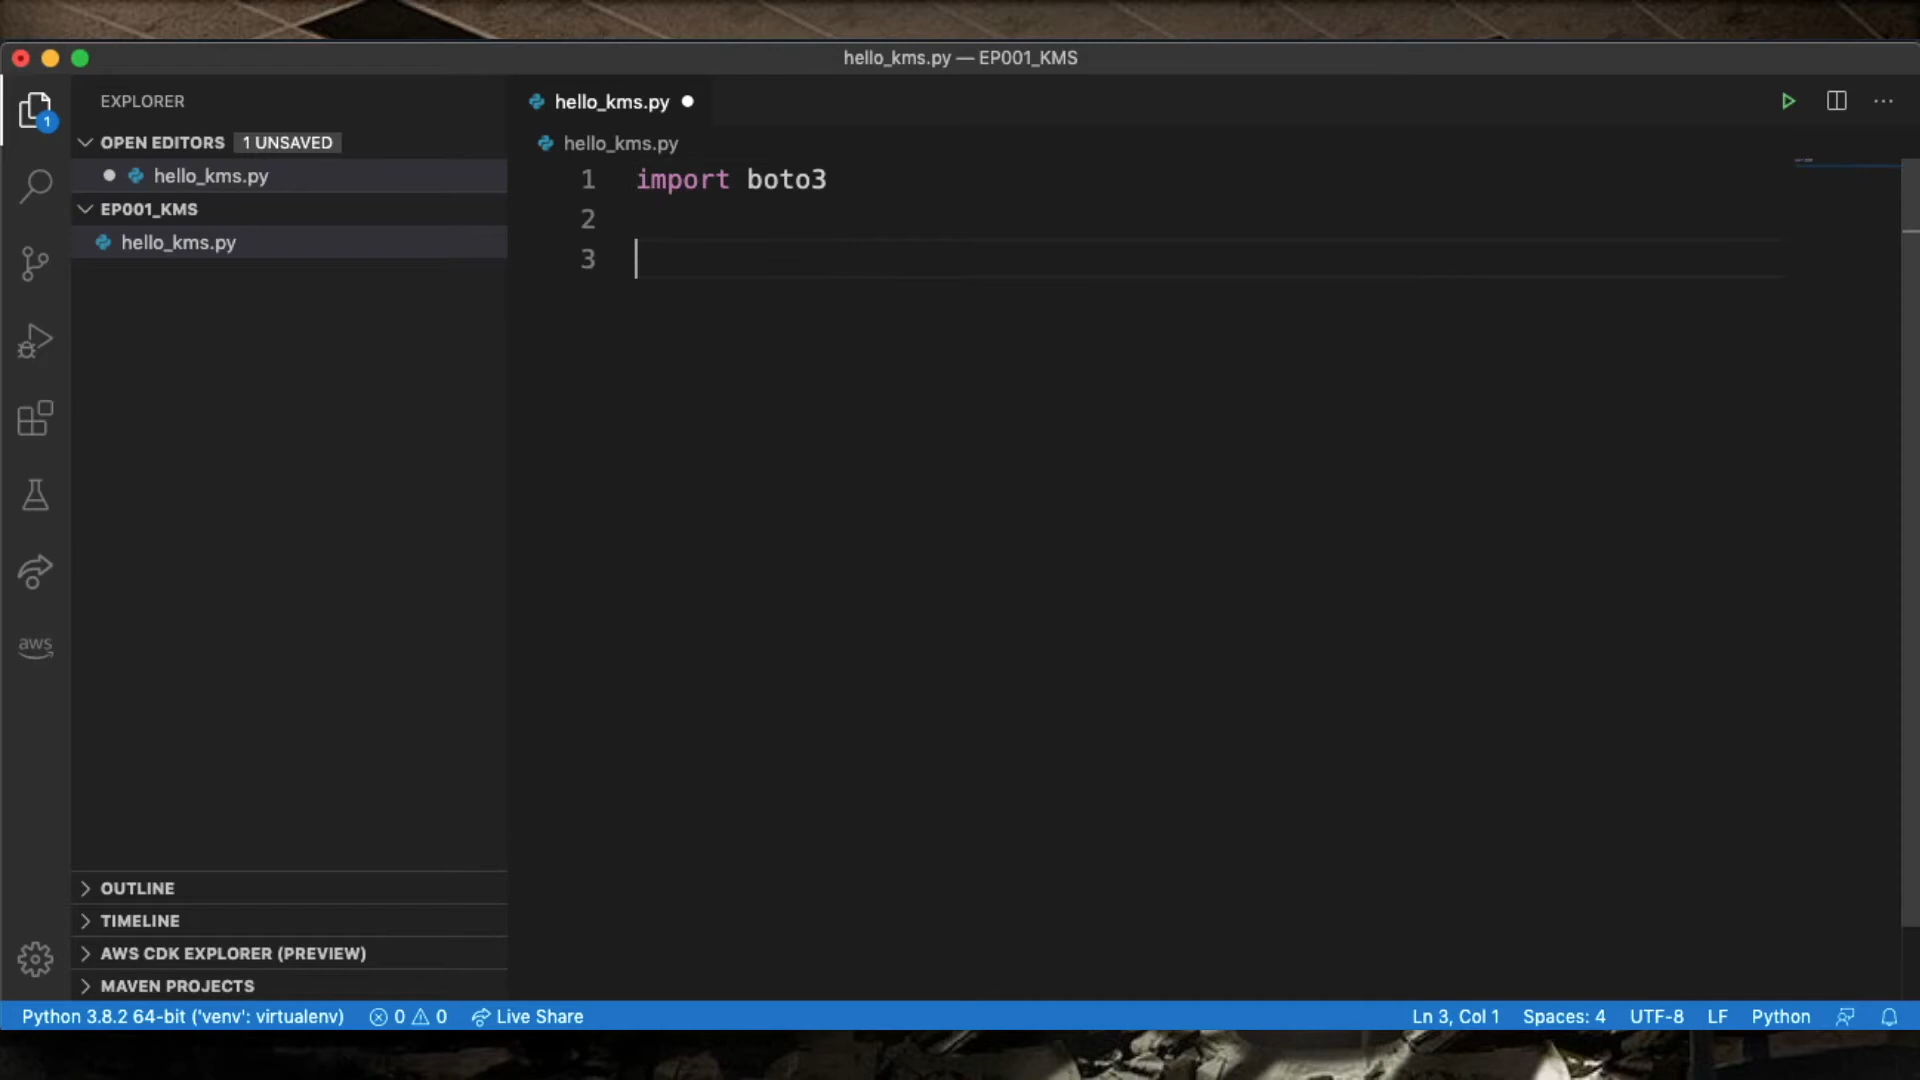 hello_kms.py — EP001_KMS
EXPLORER
OPEN EDITORS 1 UNSAVED
hello_kms.py
EP001_KMS
hello_kms.py
OUTLINE
TIMELINE
AWS CDK EXPLORER (PREVIEW)
MAVEN PROJECTS
1
aws
hello_kms.py
hello_kms.py
1 import boto3
2
3
Python 3.8.2 64-bit ('venv': virtualenv) 0 0 Live Share Ln 3, Col 1 Spaces: 4 UTF-8 LF Python